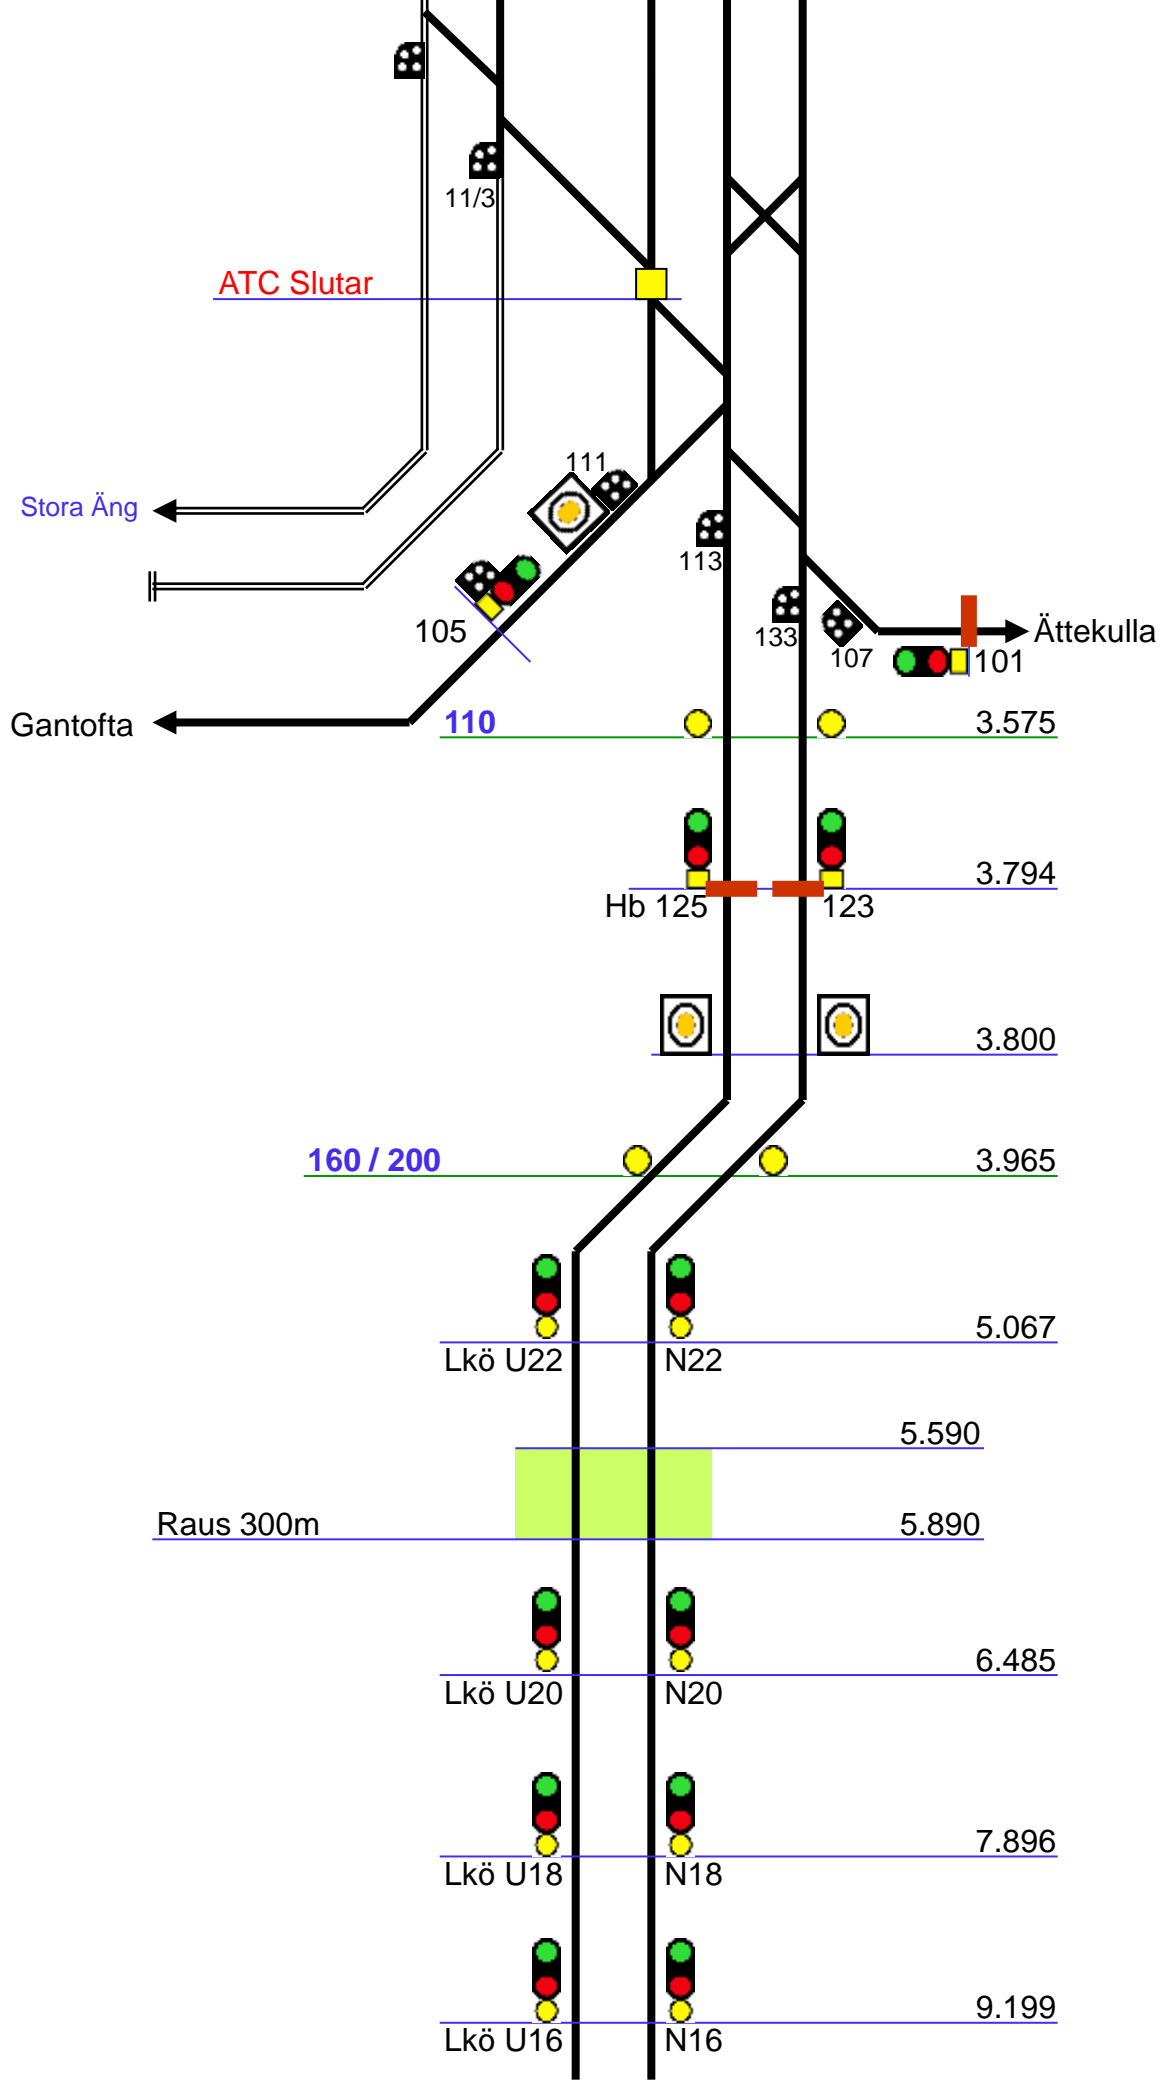 11/3
ATC Slutar
111
Stora Äng
113
105
133
107
101
Ättekulla
Gantofta
110
3.575
3.794
Hb 125
123
3.800
160 / 200
3.965
5.067
Lkö U22
N22
5.590
Raus 300m
5.890
6.485
Lkö U20
N20
7.896
Lkö U18
N18
9.199
Lkö U16
N16